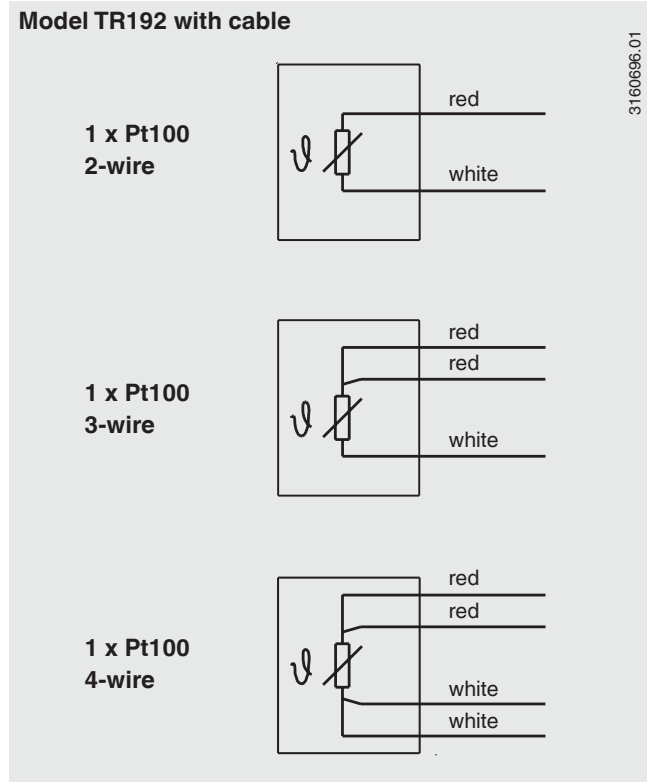 Model TR192 with cable
3160696.01
1 x Pt100
2-wire
red
white
ϑ
1 x Pt100
3-wire
red
red
white
ϑ
1 x Pt100
4-wire
red
red
white
white
ϑ